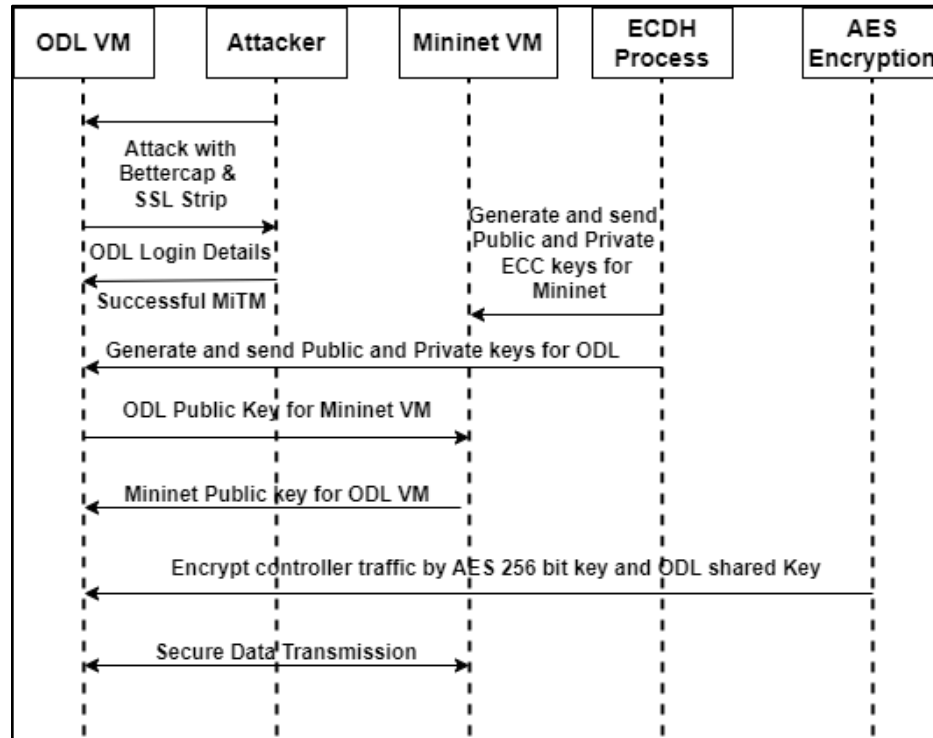 ODL VM
Attacker
Mininet VM
ECDH
Process
AES
Encryption
Attack with
Bettercap &
SSL Strip
ODL Login Details
Successful MiTM
Generate and send
Public and Private
ECC keys for
Mininet
Generate and send Public and Private keys for ODL
ODL Public Key for Mininet VM
Mininet Public key for ODL VM
Encrypt controller traffic by AES 256 bit key and ODL shared Key
Secure Data Transmission